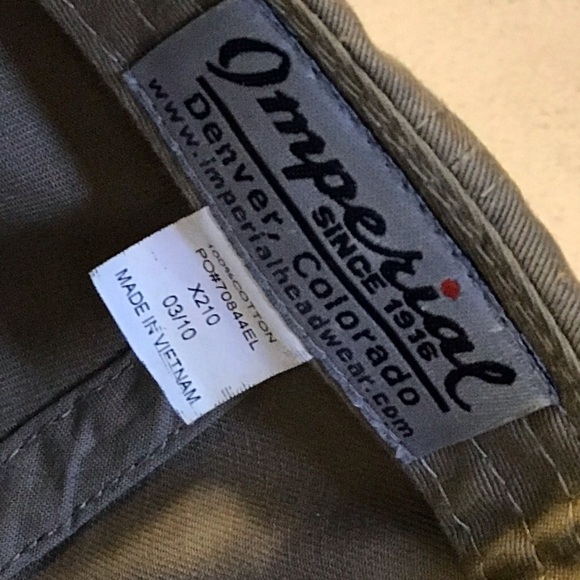 Imperial
SINCE 1916
Denver, Colorado
www.imperialheadwear.com
100% COTTON
PO#70844EL
X210
03/10
MADE IN VIETNAM